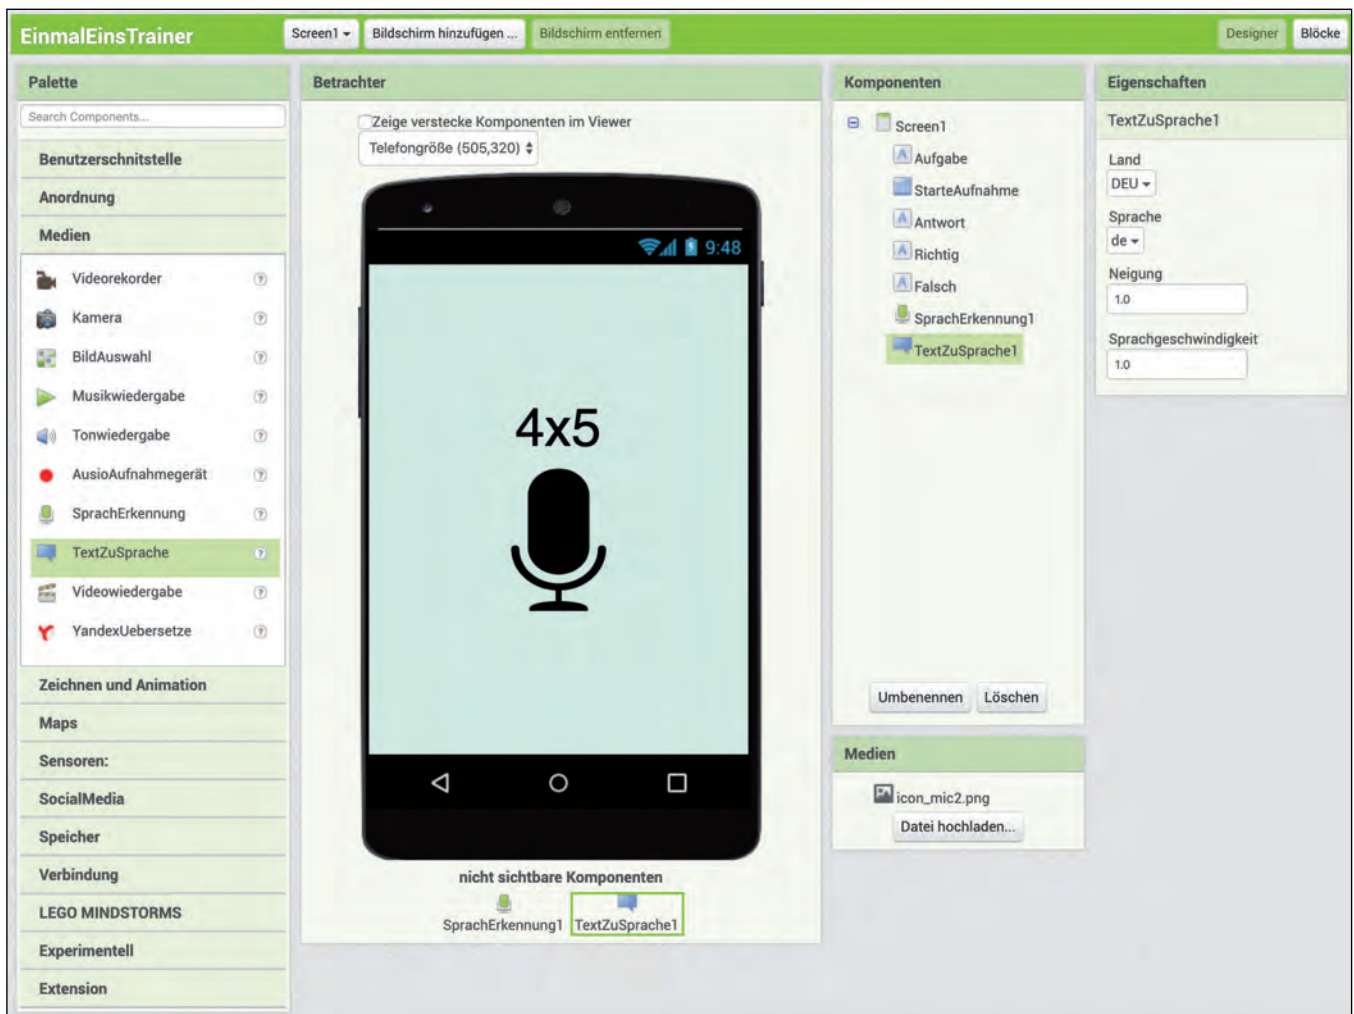 EinmalEinsTrainer
Screen1
Bildschirm hinzufügen ...
Bildschirm entfernen
Designer
Blöcke
Palette
Search Components...
Benutzerschnitstelle
Anordnung
Medien
Videorekorder
Kamera
BildAuswahl
Musikwiedergabe
Tonwiedergabe
AusioAufnahmegerät
SprachErkennung
TextZuSprache
Videowiedergabe
YandexUebersetze
Zeichnen und Animation
Maps
Sensoren:
SocialMedia
Speicher
Verbindung
LEGO MINDSTORMS
Experimentell
Extension
Betrachter
Zeige verstecke Komponenten im Viewer
Telefongröße (505,320)
9:48
4x5
nicht sichtbare Komponenten
SprachErkennung1
TextZuSprache1
Komponenten
Screen1
Aufgabe
StarteAufnahme
Antwort
Richtig
Falsch
SprachErkennung1
TextZuSprache1
Umbenennen
Löschen
Medien
icon_mic2.png
Datei hochladen...
Eigenschaften
TextZuSprache1
Land
DEU
Sprache
de
Neigung
1.0
Sprachgeschwindigkeit
1.0